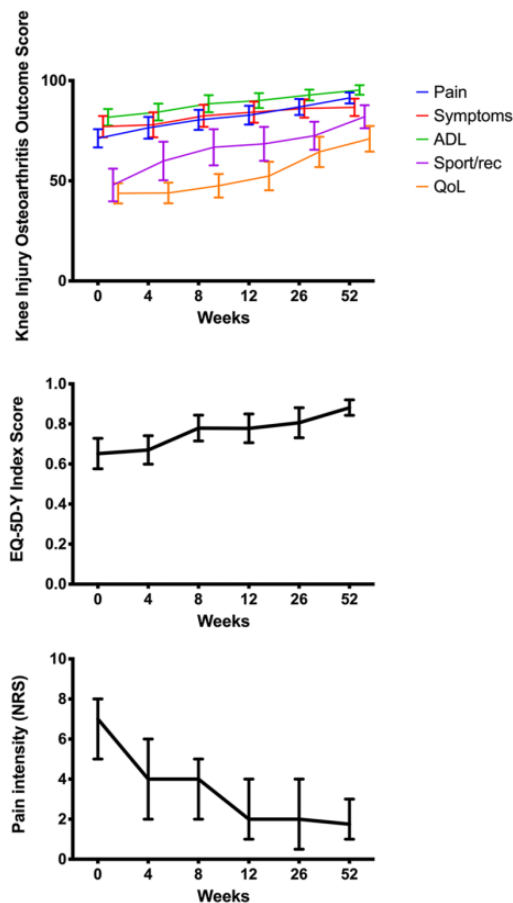 Knee Injury Osteoarthritis Outcome Score
100
50
0
0 4 8 12 26 52
Weeks
Pain
Symptoms
ADL
Sport/rec
QoL
EQ-5D-Y Index Score
1.0
0.8
0.6
0.4
0.2
0.0
0 4 8 12 26 52
Weeks
Pain intensity (NRS)
10
8
6
4
2
0
0 4 8 12 26 52
Weeks